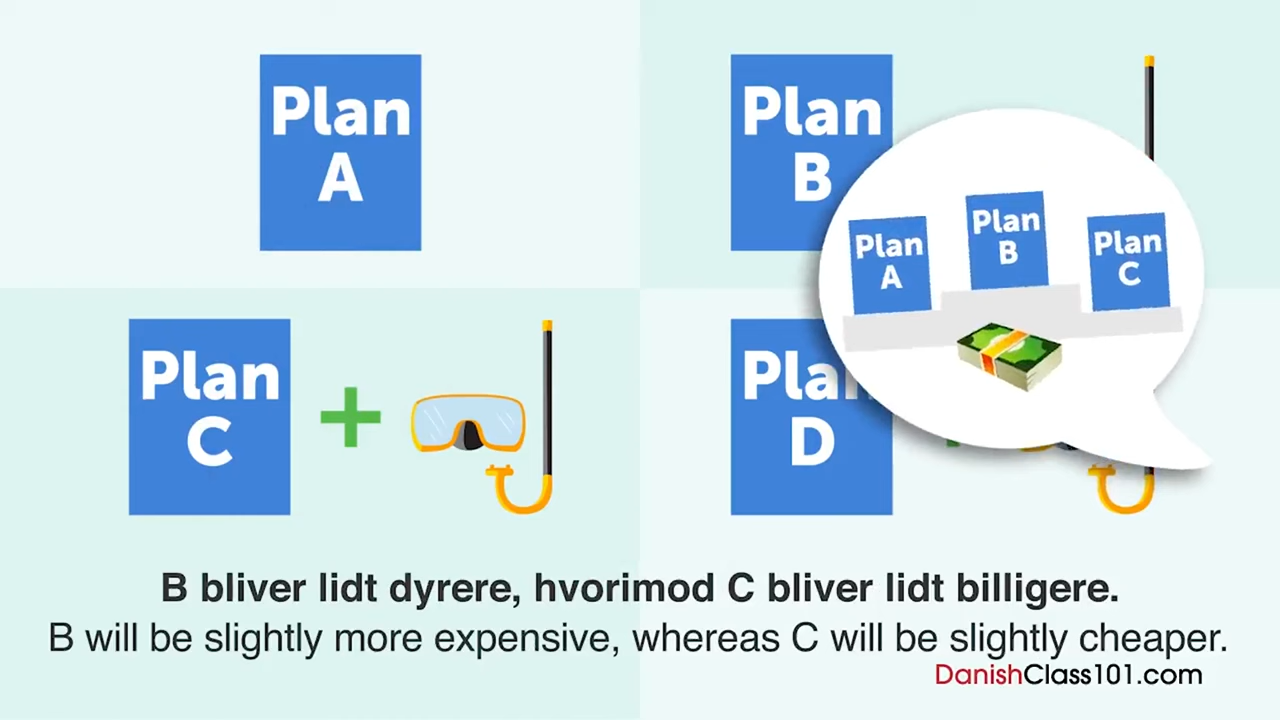 Plan
A
Plan
B
Plan
A
Plan
B
Plan
C
Plan
C
Plan
D
B bliver lidt dyrere, hvorimod C bliver lidt billigere.
B will be slightly more expensive, whereas C will be slightly cheaper.
DanishClass101.com